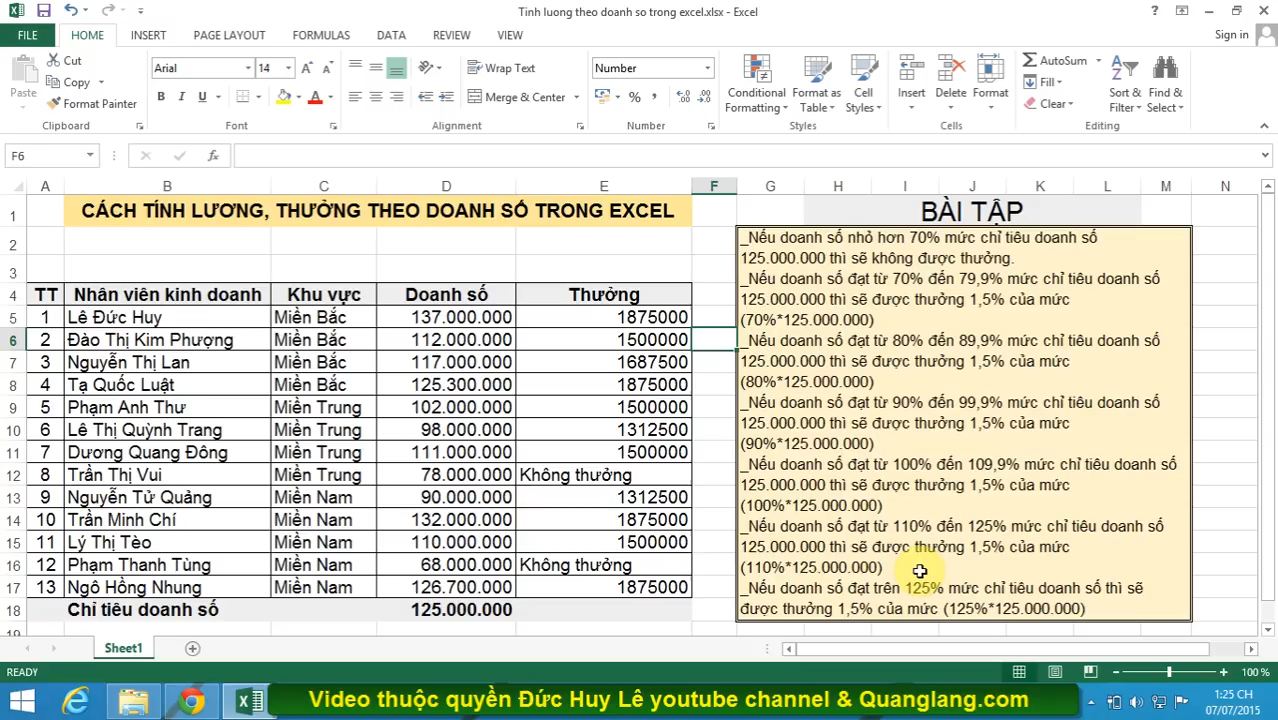 Tinh luong theo doanh so trong excel.xlsx - Excel
FILE HOME INSERT PAGE LAYOUT FORMULAS DATA REVIEW VIEW Sign in
Paste Cut Copy Format Painter Clipboard
Arial 14 Font
Wrap Text Merge & Center Alignment
Number Number
Conditional Formatting Format as Table Cell Styles Styles
Insert Delete Format Cells
AutoSum Fill Clear Sort & Filter Find & Select Editing
F6
A B C D E F G H I J K L M N
1 CÁCH TÍNH LƯƠNG, THƯỞNG THEO DOANH SỐ TRONG EXCEL
2
3
4 TT Nhân viên kinh doanh Khu vực Doanh số Thưởng
5 1 Lê Đức Huy Miền Bắc 137.000.000 1875000
6 2 Đào Thị Kim Phượng Miền Bắc 112.000.000 1500000
7 3 Nguyễn Thị Lan Miền Bắc 117.000.000 1687500
8 4 Tạ Quốc Luật Miền Bắc 125.300.000 1875000
9 5 Phạm Anh Thư Miền Trung 102.000.000 1500000
10 6 Lê Thị Quỳnh Trang Miền Trung 98.000.000 1312500
11 7 Dương Quang Đông Miền Trung 111.000.000 1500000
12 8 Trần Thị Vui Miền Trung 78.000.000 Không thưởng
13 9 Nguyễn Tử Quảng Miền Nam 90.000.000 1312500
14 10 Trần Minh Chí Miền Nam 132.000.000 1875000
15 11 Lý Thị Tèo Miền Nam 110.000.000 1500000
16 12 Phạm Thanh Tùng Miền Nam 68.000.000 Không thưởng
17 13 Ngô Hồng Nhung Miền Nam 126.700.000 1875000
18 Chỉ tiêu doanh số 125.000.000
19
BÀI TẬP
_Nếu doanh số nhỏ hơn 70% mức chỉ tiêu doanh số
125.000.000 thì sẽ không được thưởng.
_Nếu doanh số đạt từ 70% đến 79,9% mức chỉ tiêu doanh số
125.000.000 thì sẽ được thưởng 1,5% của mức
(70%*125.000.000)
_Nếu doanh số đạt từ 80% đến 89,9% mức chỉ tiêu doanh số
125.000.000 thì sẽ được thưởng 1,5% của mức
(80%*125.000.000)
_Nếu doanh số đạt từ 90% đến 99,9% mức chỉ tiêu doanh số
125.000.000 thì sẽ được thưởng 1,5% của mức
(90%*125.000.000)
_Nếu doanh số đạt từ 100% đến 109,9% mức chỉ tiêu doanh số
125.000.000 thì sẽ được thưởng 1,5% của mức
(100%*125.000.000)
_Nếu doanh số đạt từ 110% đến 125% mức chỉ tiêu doanh số
125.000.000 thì sẽ được thưởng 1,5% của mức
(110%*125.000.000)
_Nếu doanh số đạt trên 125% mức chỉ tiêu doanh số thì sẽ
được thưởng 1,5% của mức (125%*125.000.000)
Sheet1
READY 100 %
Video thuộc quyền Đức Huy Lê youtube channel & Quanglang.com
1:25 CH
07/07/2015